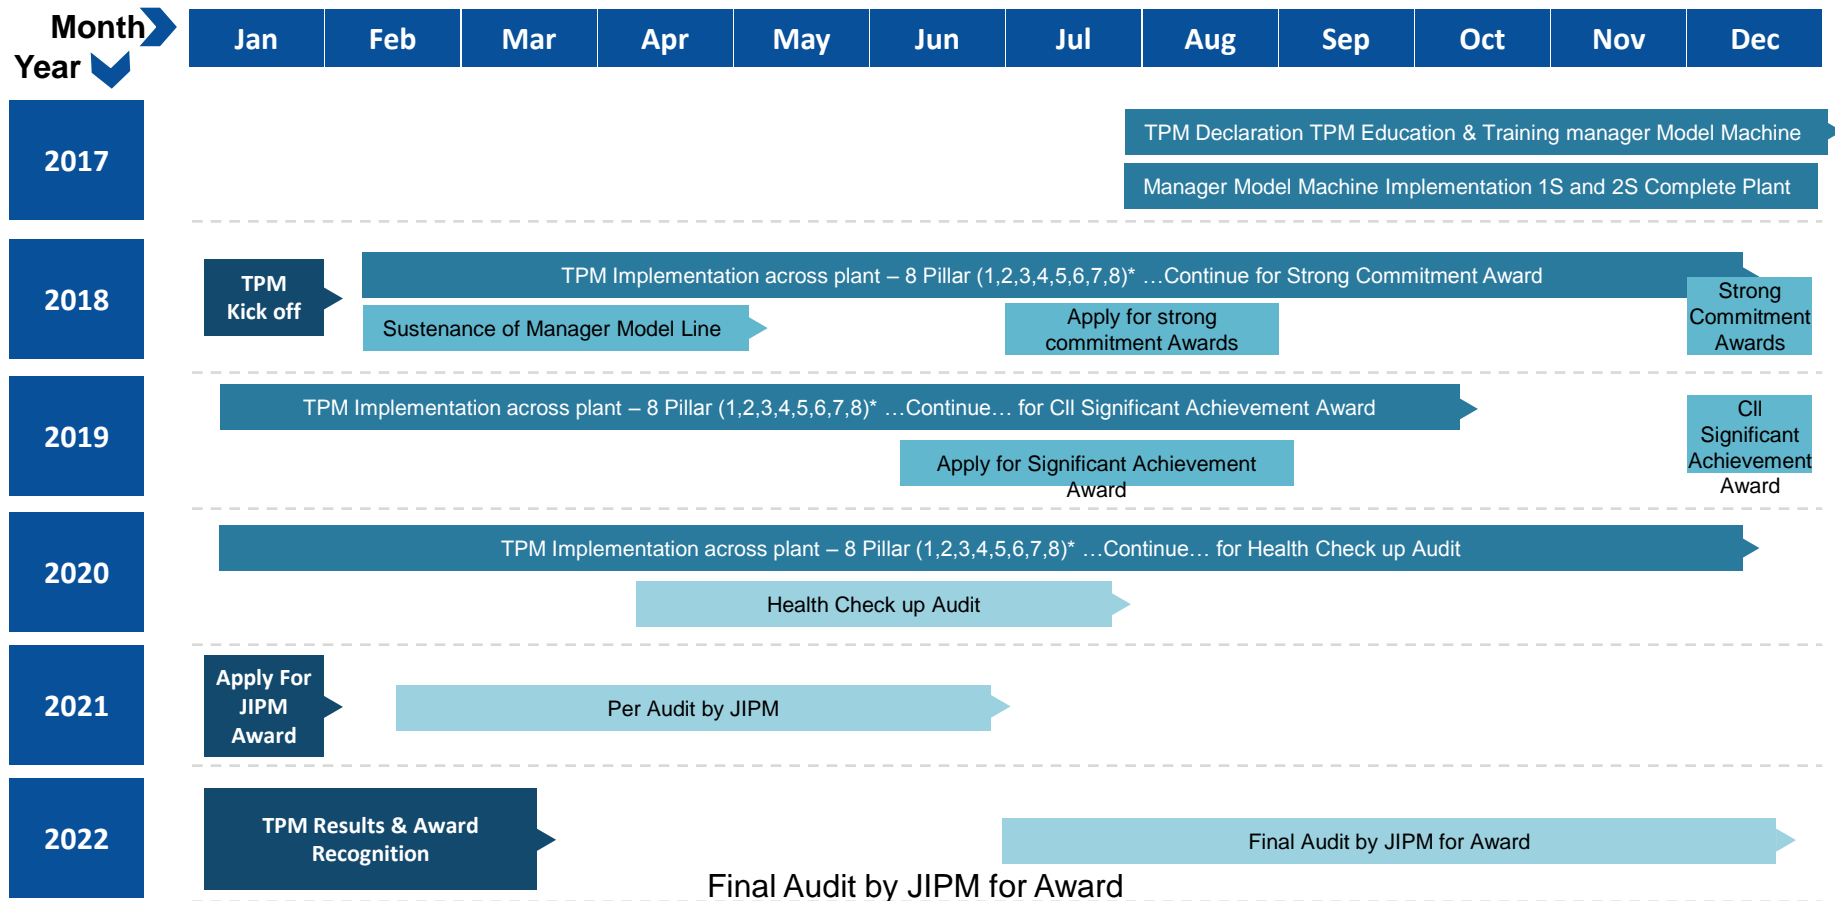 Month
Year
Jan Feb Mar Apr May Jun Jul Aug Sep Oct Nov Dec
2017
TPM Declaration TPM Education & Training manager Model Machine
Manager Model Machine Implementation 1S and 2S Complete Plant
2018
TPM
Kick off
TPM Implementation across plant – 8 Pillar (1,2,3,4,5,6,7,8)* …Continue for Strong Commitment Award
Sustenance of Manager Model Line
Apply for strong
commitment Awards
Strong
Commitment
Awards
2019
TPM Implementation across plant – 8 Pillar (1,2,3,4,5,6,7,8)* …Continue… for CII Significant Achievement Award
Apply for Significant Achievement
Award
CII
Significant
Achievement
Award
2020
TPM Implementation across plant – 8 Pillar (1,2,3,4,5,6,7,8)* …Continue… for Health Check up Audit
Health Check up Audit
2021
Apply For
JIPM
Award
Per Audit by JIPM
2022
TPM Results & Award
Recognition
Final Audit by JIPM for Award
Final Audit by JIPM for Award